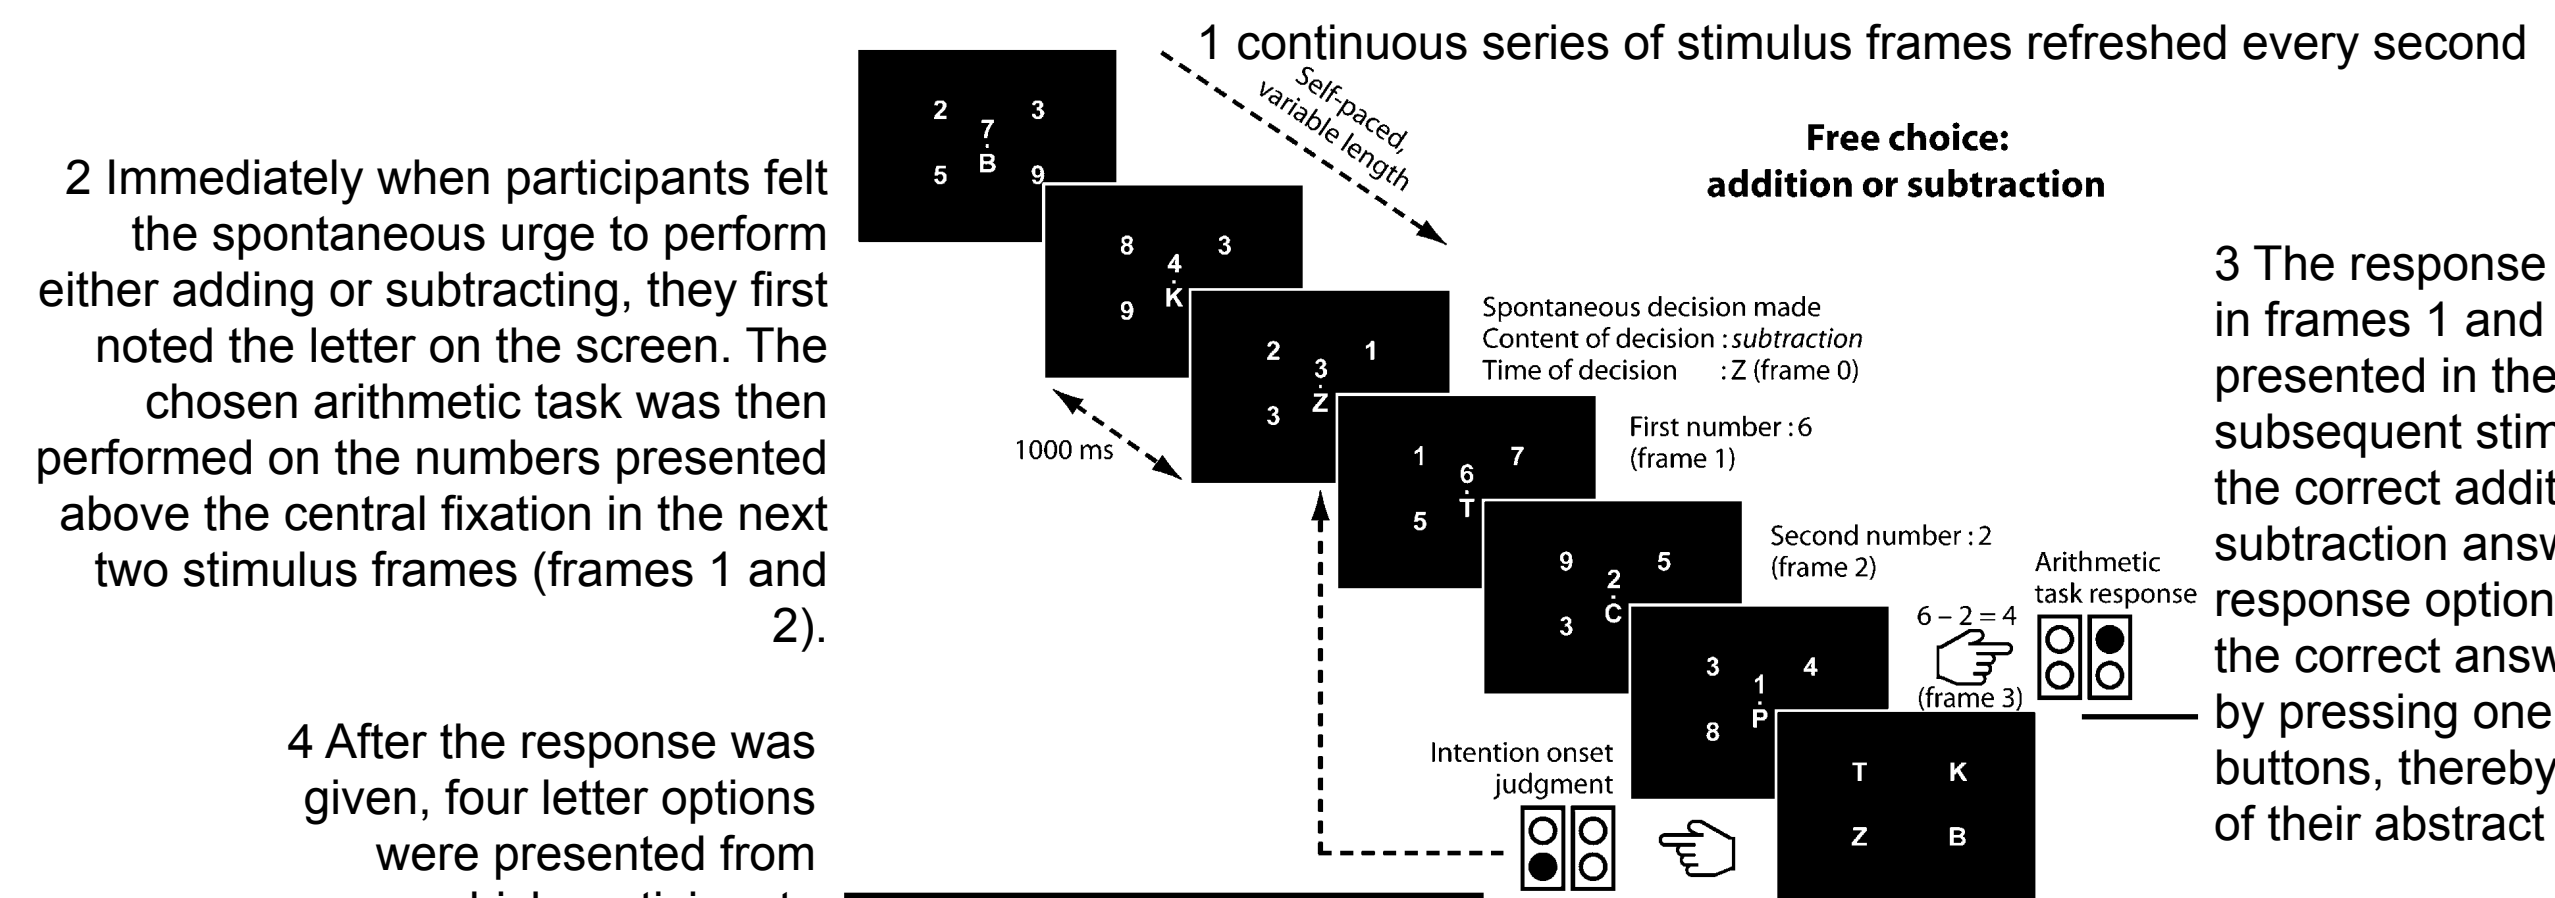 1 continuous series of stimulus frames refreshed every second
Self-paced,
variable length
Free choice:
addition or subtraction
2 Immediately when participants felt
the spontaneous urge to perform
either adding or subtracting, they first
noted the letter on the screen. The
chosen arithmetic task was then
performed on the numbers presented
above the central fixation in the next
two stimulus frames (frames 1 and
2).
2 3
7
.
B
5 9
8 3
4
.
K
9
2 1
3
.
Z
3
1000 ms
Spontaneous decision made
Content of decision : subtraction
Time of decision : Z (frame 0)
1 7
6
.
T
5
First number : 6
(frame 1)
9 5
2
.
C
3
Second number : 2
(frame 2)
3 4
1
.
P
8
6 – 2 = 4
(frame 3)
Arithmetic
task response
3 The response
in frames 1 and
presented in the
subsequent
the correct
subtraction
response option
the correct
by pressing one
buttons, thereby
of their abstract
4 After the response was
given, four letter options
were presented from
Intention onset
judgment
T K
Z B